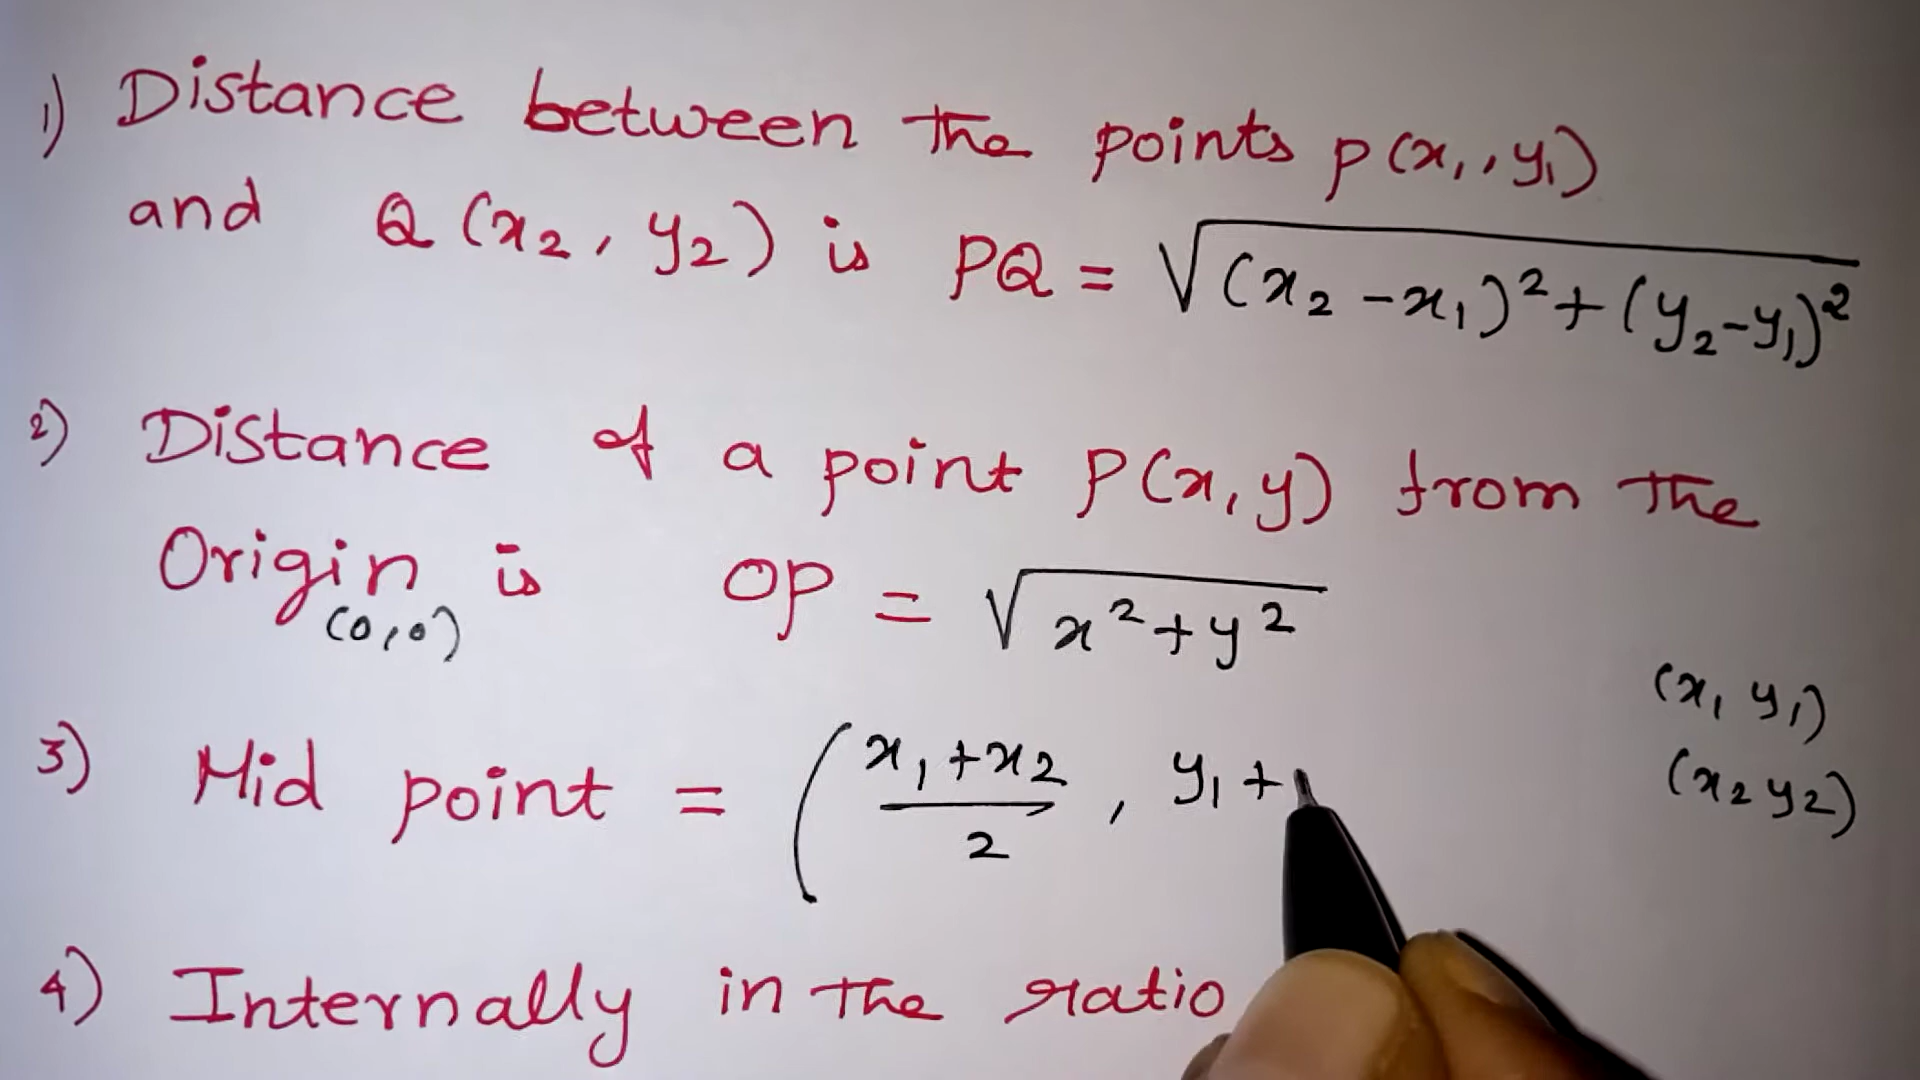 1) Distance between the points P(x₁, y₁)
and Q(x₂, y₂) is PQ = √((x₂ - x₁)² + (y₂ - y₁)²)
2) Distance of a point P(x, y) from the
Origin is OP = √(x² + y²)
(0,0)
3) Mid point = ( (x₁ + x₂)/2 , y₁ +
(x₁ y₁)
(x₂ y₂)
4) Internally in the ratio